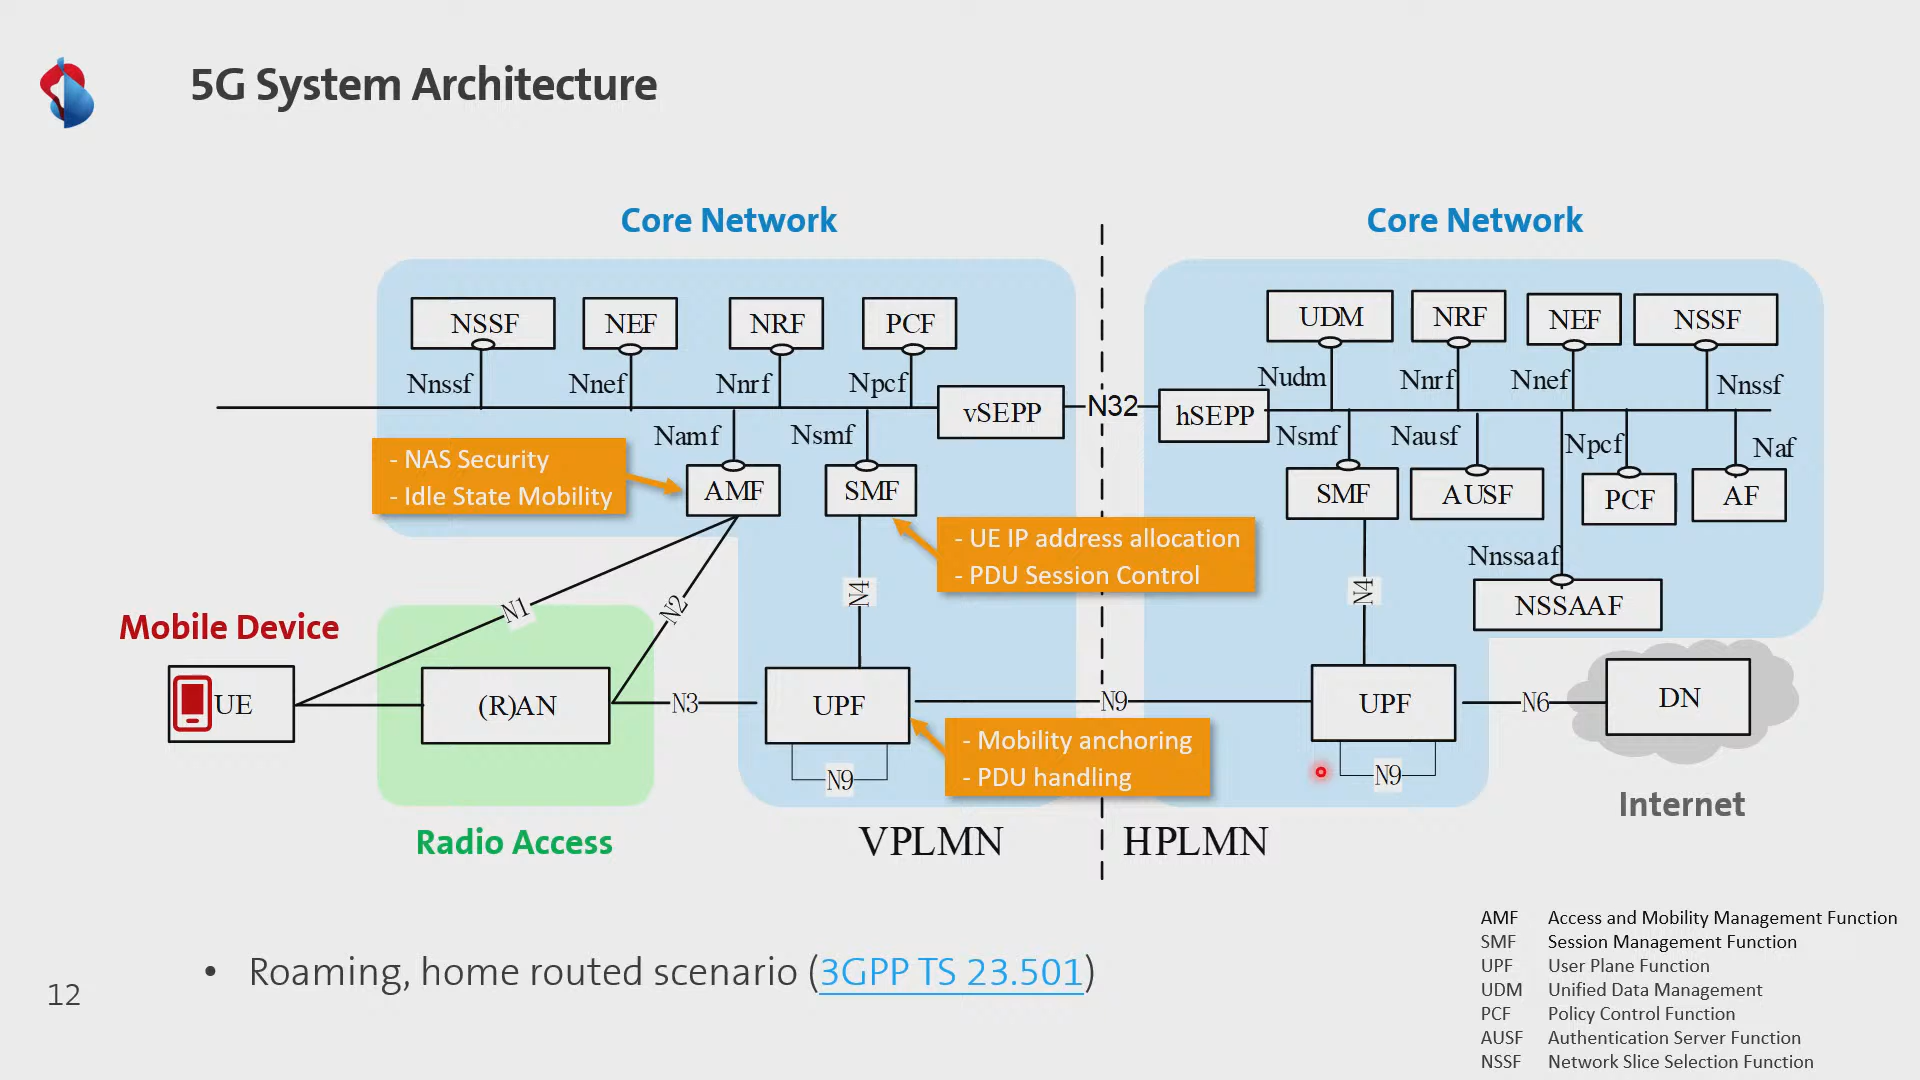 5G System Architecture
Core Network
Core Network
NSSF
NEF
NRF
PCF
UDM
NRF
NEF
NSSF
Nnssf
Nnef
Nnrf
Npcf
Nudm
Nnrf
Nnef
Nnssf
vSEPP
N32
hSEPP
Namf
Nsmf
Nsmf
Nausf
Npcf
Naf
- NAS Security
- Idle State Mobility
AMF
SMF
SMF
AUSF
PCF
AF
- UE IP address allocation
- PDU Session Control
Nnssaaf
NSSAAF
N1
N2
N4
N4
Mobile Device
UE
(R)AN
N3
UPF
N9
UPF
N6
DN
- Mobility anchoring
- PDU handling
N9
N9
Internet
Radio Access
VPLMN
HPLMN
• Roaming, home routed scenario (3GPP TS 23.501)
12
AMF Access and Mobility Management Function
SMF Session Management Function
UPF User Plane Function
UDM Unified Data Management
PCF Policy Control Function
AUSF Authentication Server Function
NSSF Network Slice Selection Function